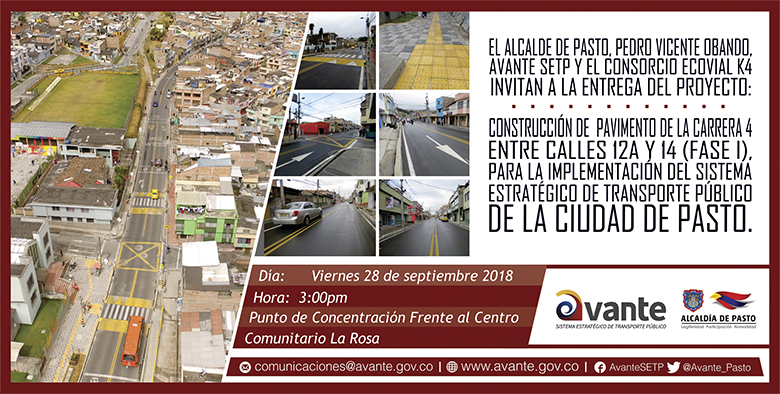 EL ALCALDE DE PASTO, PEDRO VICENTE OBANDO,
AVANTE SETP Y EL CONSORCIO ECOVIAL K4
INVITAN A LA ENTREGA DEL PROYECTO:
CONSTRUCCIÓN DE PAVIMENTO DE LA CARRERA 4
ENTRE CALLES 12A Y 14 (FASE I),
PARA LA IMPLEMENTACIÓN DEL SISTEMA
ESTRATÉGICO DE TRANSPORTE PÚBLICO
DE LA CIUDAD DE PASTO.
Día: Viernes 28 de septiembre 2018
Hora: 3:00pm
Punto de Concentración Frente al Centro
Comunitario La Rosa
avante
SISTEMA ESTRATÉGICO DE TRANSPORTE PÚBLICO
ALCALDÍA DE PASTO
Legitimidad Participación Honestidad
comunicaciones@avante.gov.co | www.avante.gov.co | AvanteSETP / @Avante_Pasto